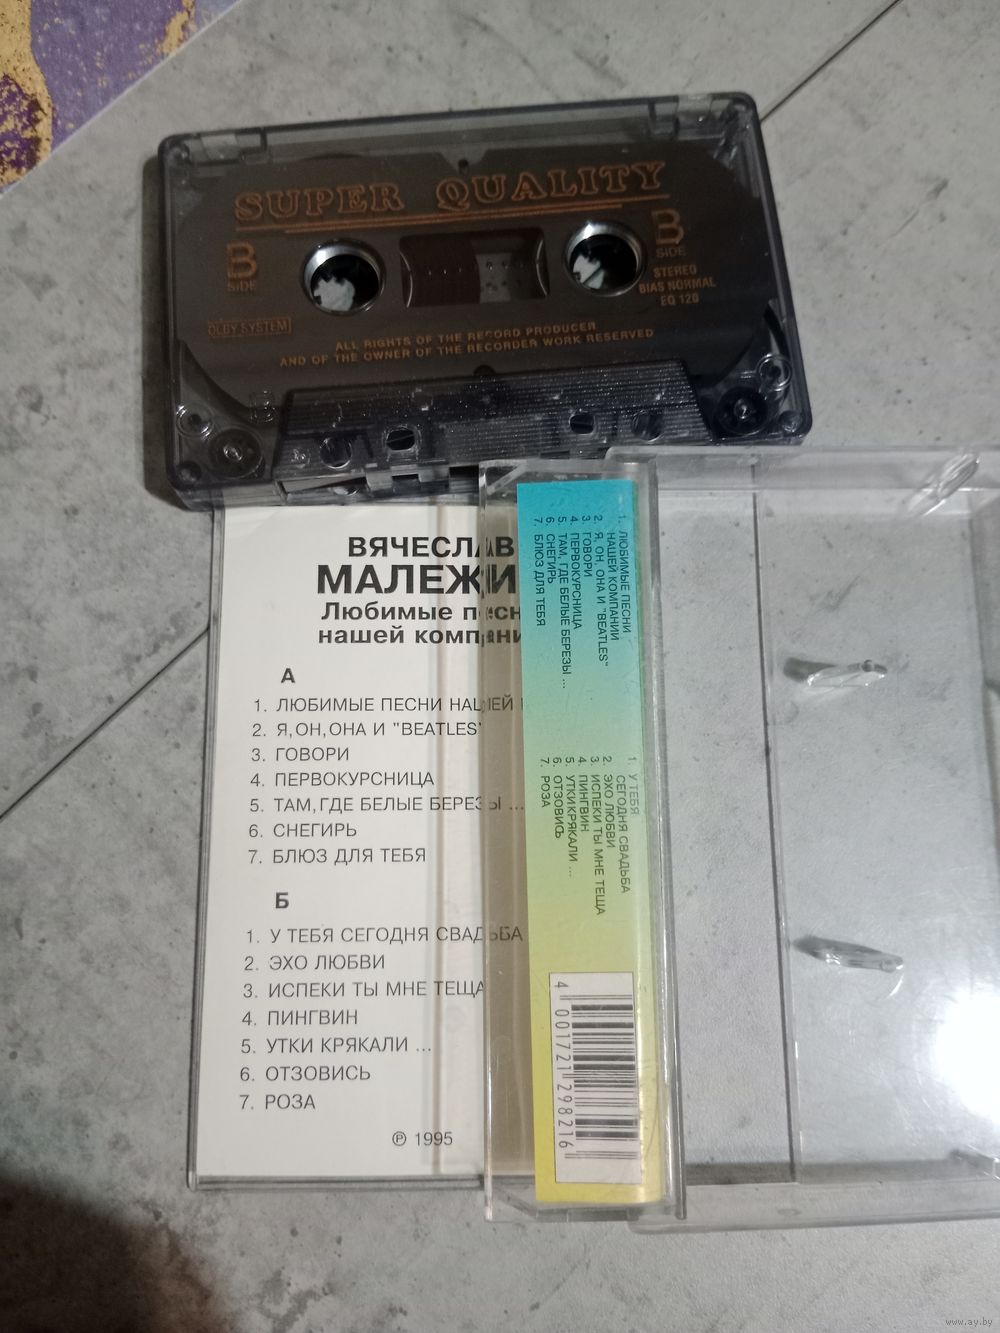 SUPER QUALITY
B
SIDE
B
SIDE
STEREO
BIAS NORMAL
EQ 120
OLBY SYSTEM
ALL RIGHTS OF THE RECORD PRODUCER
AND OF THE OWNER OF THE RECORDER WORK RESERVED
ВЯЧЕСЛАВ
МАЛЕЖИ
Любимые песн
нашей компани
А
1. ЛЮБИМЫЕ ПЕСНИ НАШЕЙ
2. Я,ОН,ОНА И "BEATLES"
3. ГОВОРИ
4. ПЕРВОКУРСНИЦА
5. ТАМ,ГДЕ БЕЛЫЕ БЕРЕЗЫ ...
6. СНЕГИРЬ
7. БЛЮЗ ДЛЯ ТЕБЯ
Б
1. У ТЕБЯ СЕГОДНЯ СВАДЬБА
2. ЭХО ЛЮБВИ
3. ИСПЕКИ ТЫ МНЕ ТЕЩА
4. ПИНГВИН
5. УТКИ КРЯКАЛИ ...
6. ОТЗОВИСЬ
7. РОЗА
℗ 1995
1. ЛЮБИМЫЕ ПЕСНИ
НАШЕЙ КОМПАНИИ
2. Я, ОН, ОНА И "BEATLES"
3. ГОВОРИ
4. ПЕРВОКУРСНИЦА
5. ТАМ, ГДЕ БЕЛЫЕ БЕРЕЗЫ ...
6. СНЕГИРЬ
7. БЛЮЗ ДЛЯ ТЕБЯ
1. У ТЕБЯ
СЕГОДНЯ СВАДЬБА
2. ЭХО ЛЮБВИ
3. ИСПЕКИ ТЫ МНЕ ТЕЩА
4. ПИНГВИН
5. УТКИ КРЯКАЛИ ...
6. ОТЗОВИСЬ
7. РОЗА
4 001721 298216
www.ay.by